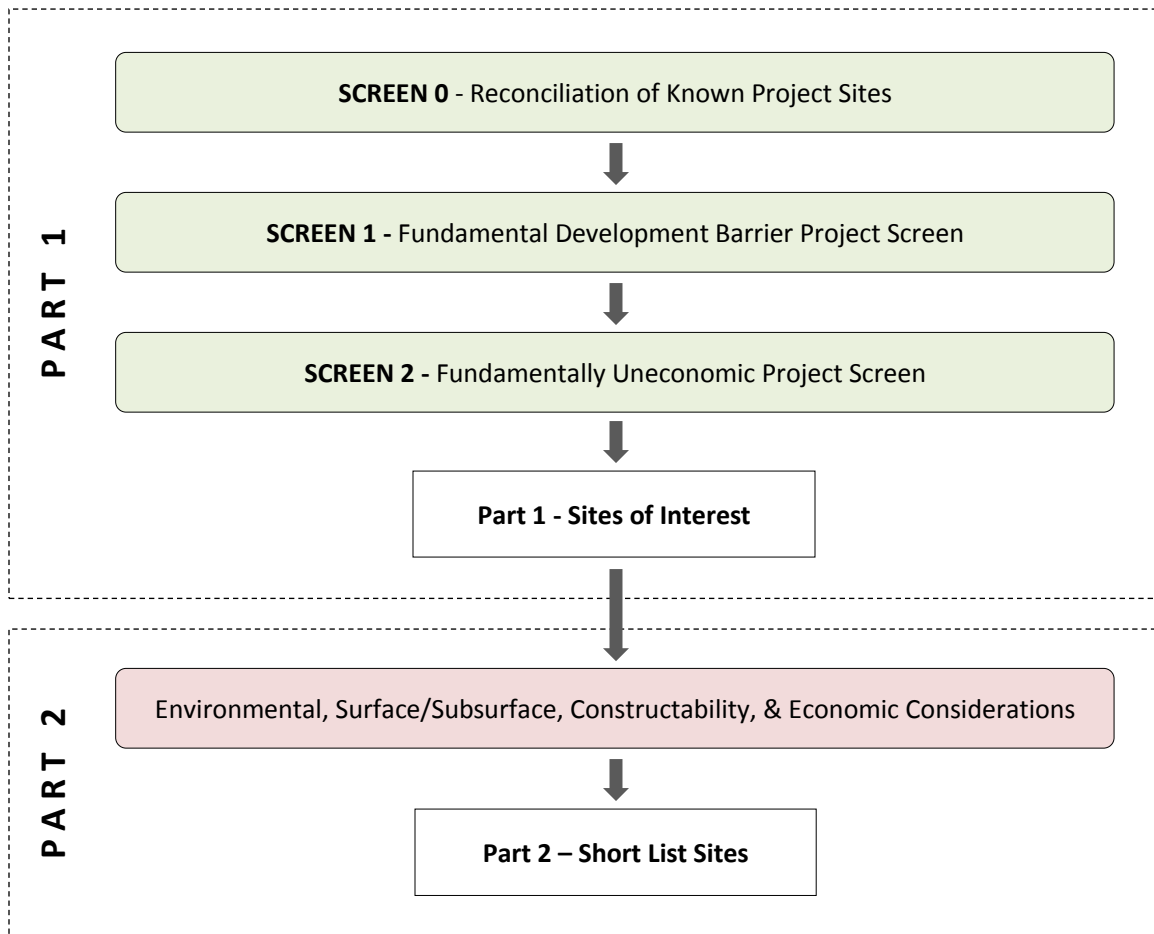 PART 1
SCREEN 0 - Reconciliation of Known Project Sites
SCREEN 1 - Fundamental Development Barrier Project Screen
SCREEN 2 - Fundamentally Uneconomic Project Screen
Part 1 - Sites of Interest
PART 2
Environmental, Surface/Subsurface, Constructability, & Economic Considerations
Part 2 – Short List Sites